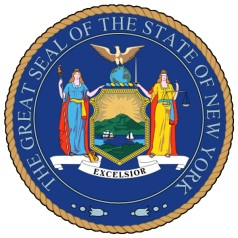 THE GREAT SEAL OF THE STATE OF NEW YORK
EXCELSIOR